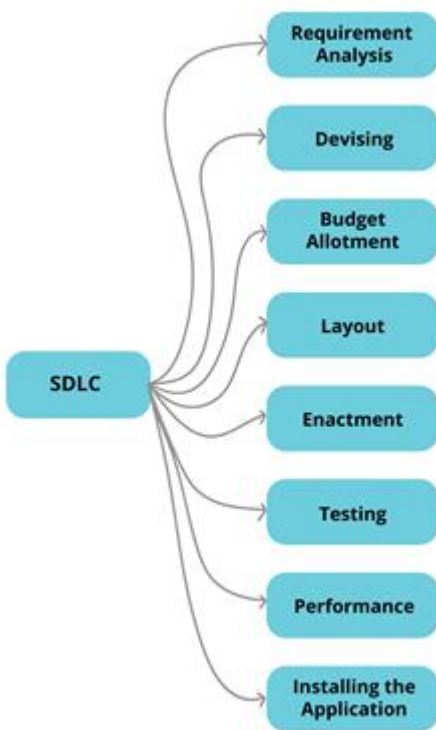 Requirement
Analysis
Devising
Budget
Allotment
Layout
SDLC
Enactment
Testing
Performance
Installing the
Application